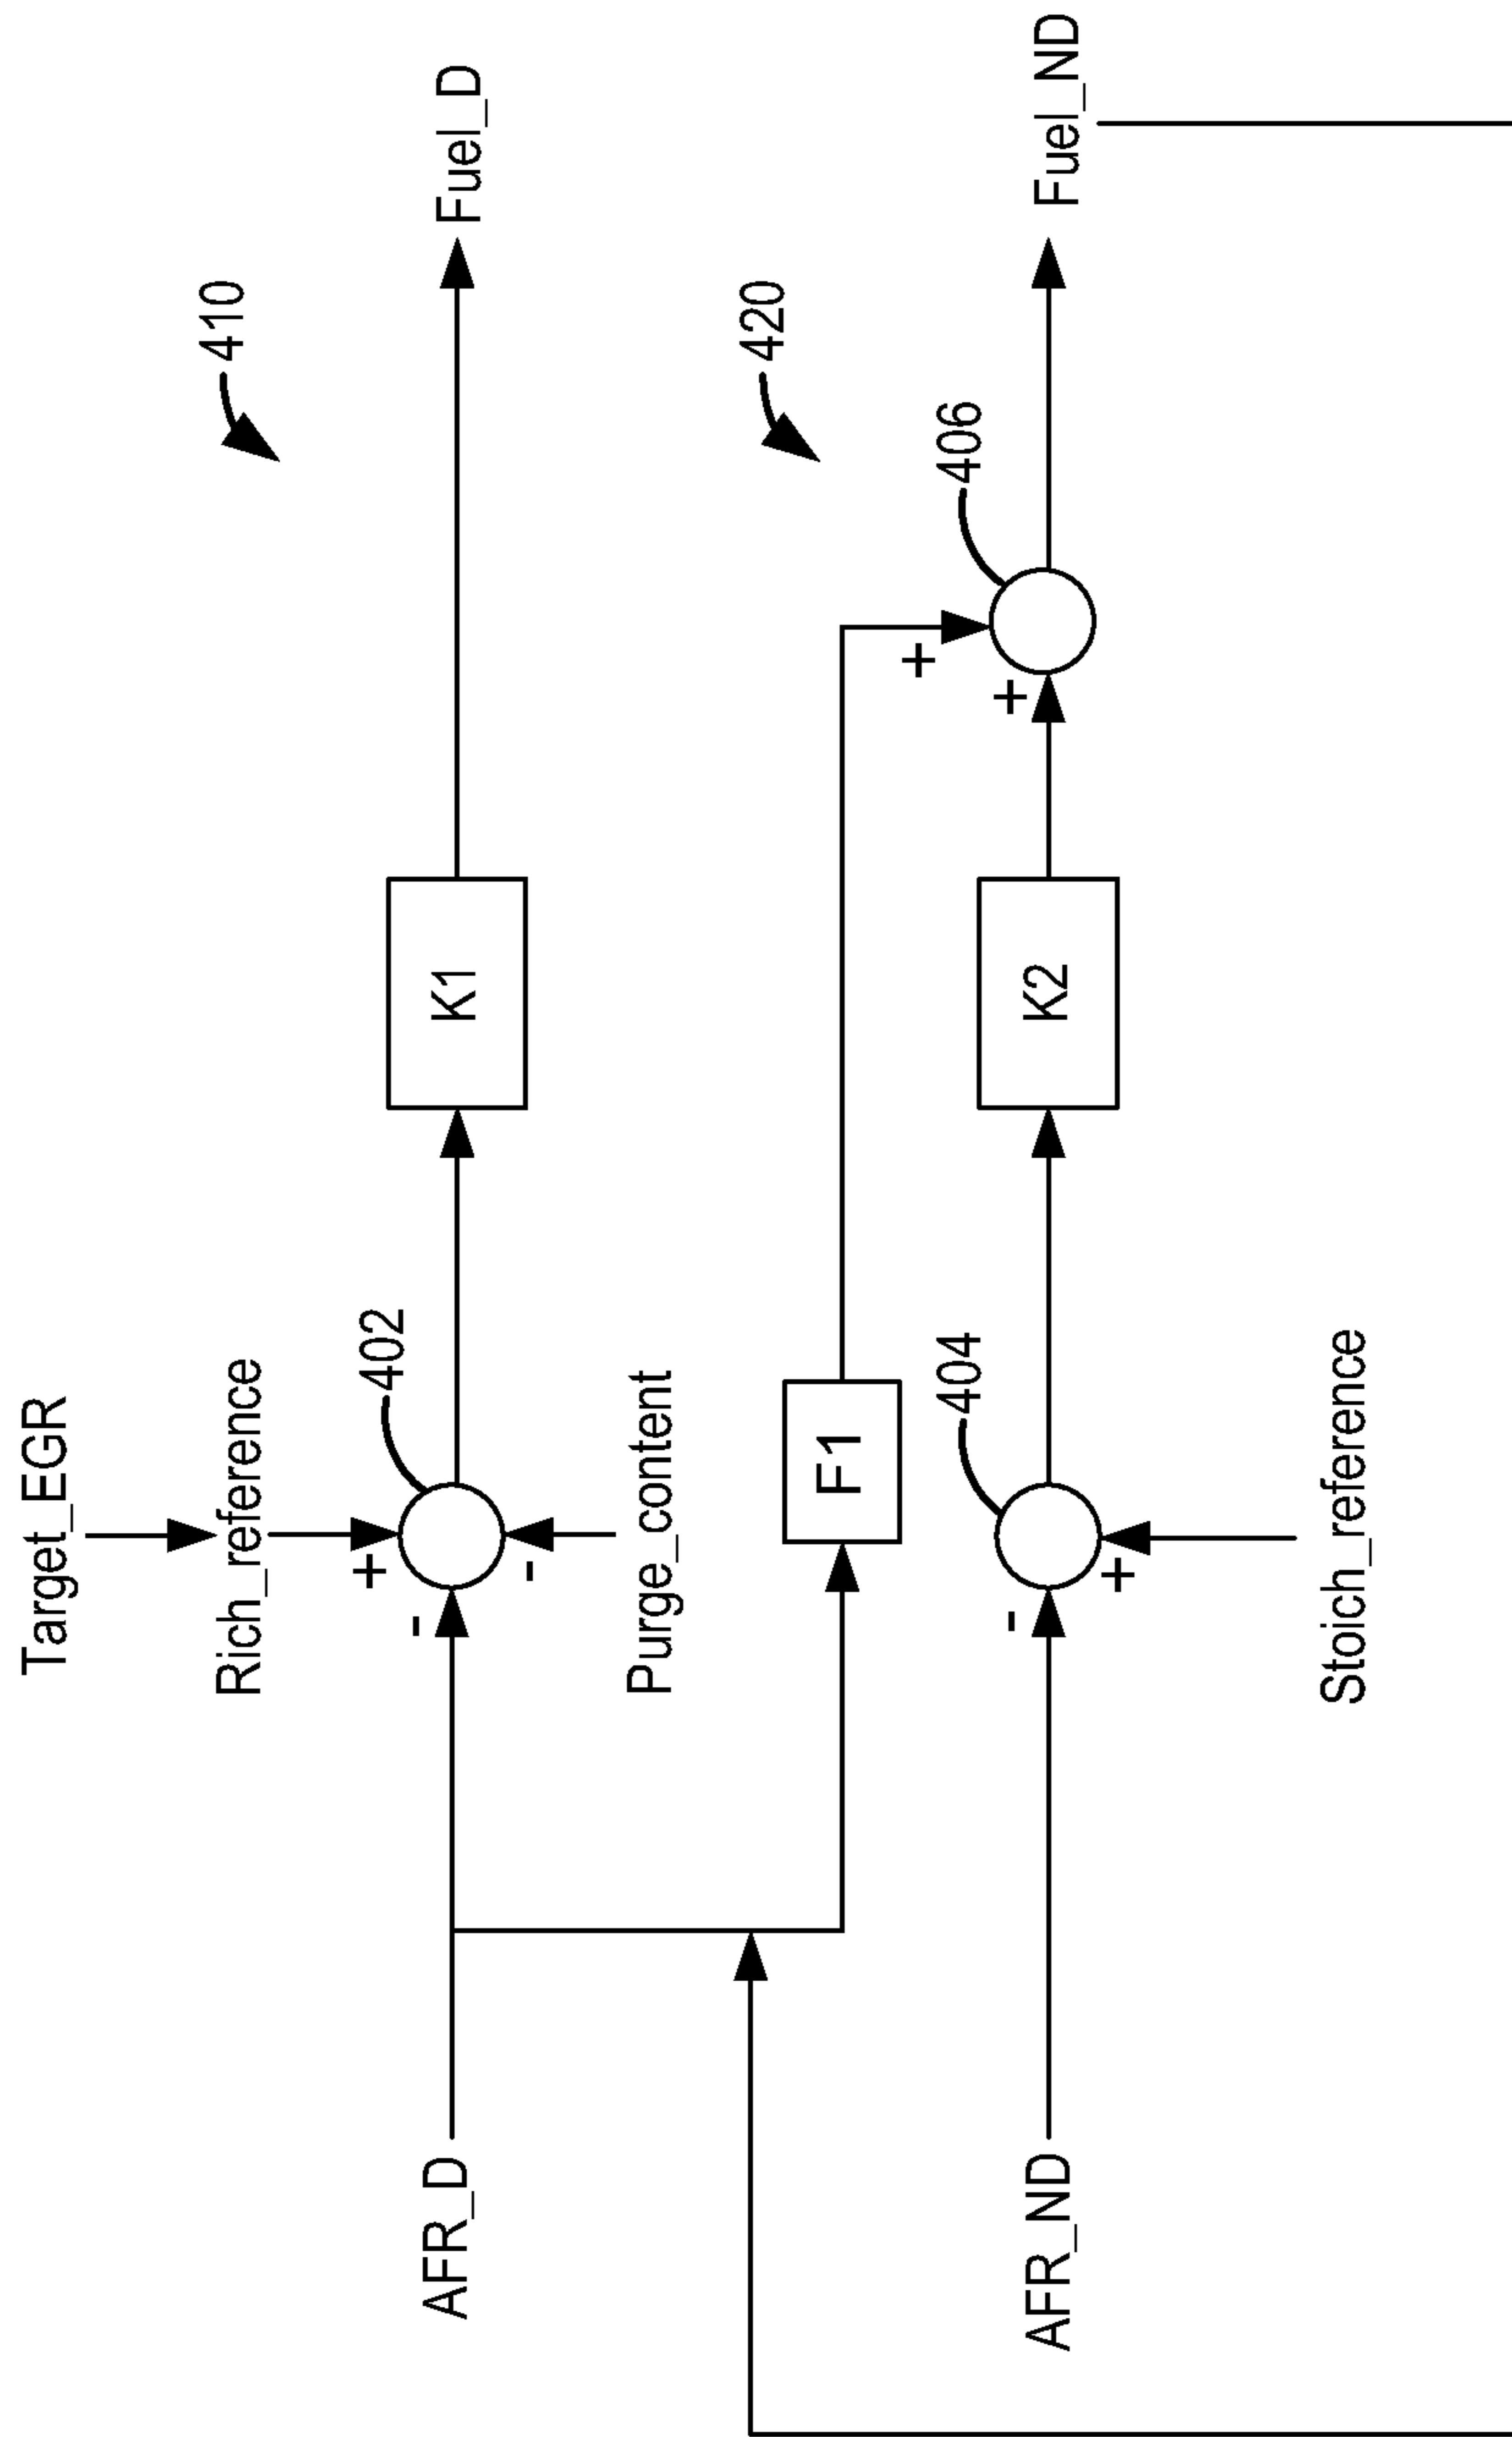 Target_EGR
Rich_reference
410
402
+
-
-
AFR_D
K1
Fuel_D
Purge_content
420
F1
+
404
406
-
+
AFR_ND
K2
Fuel_ND
+
Stoich_reference